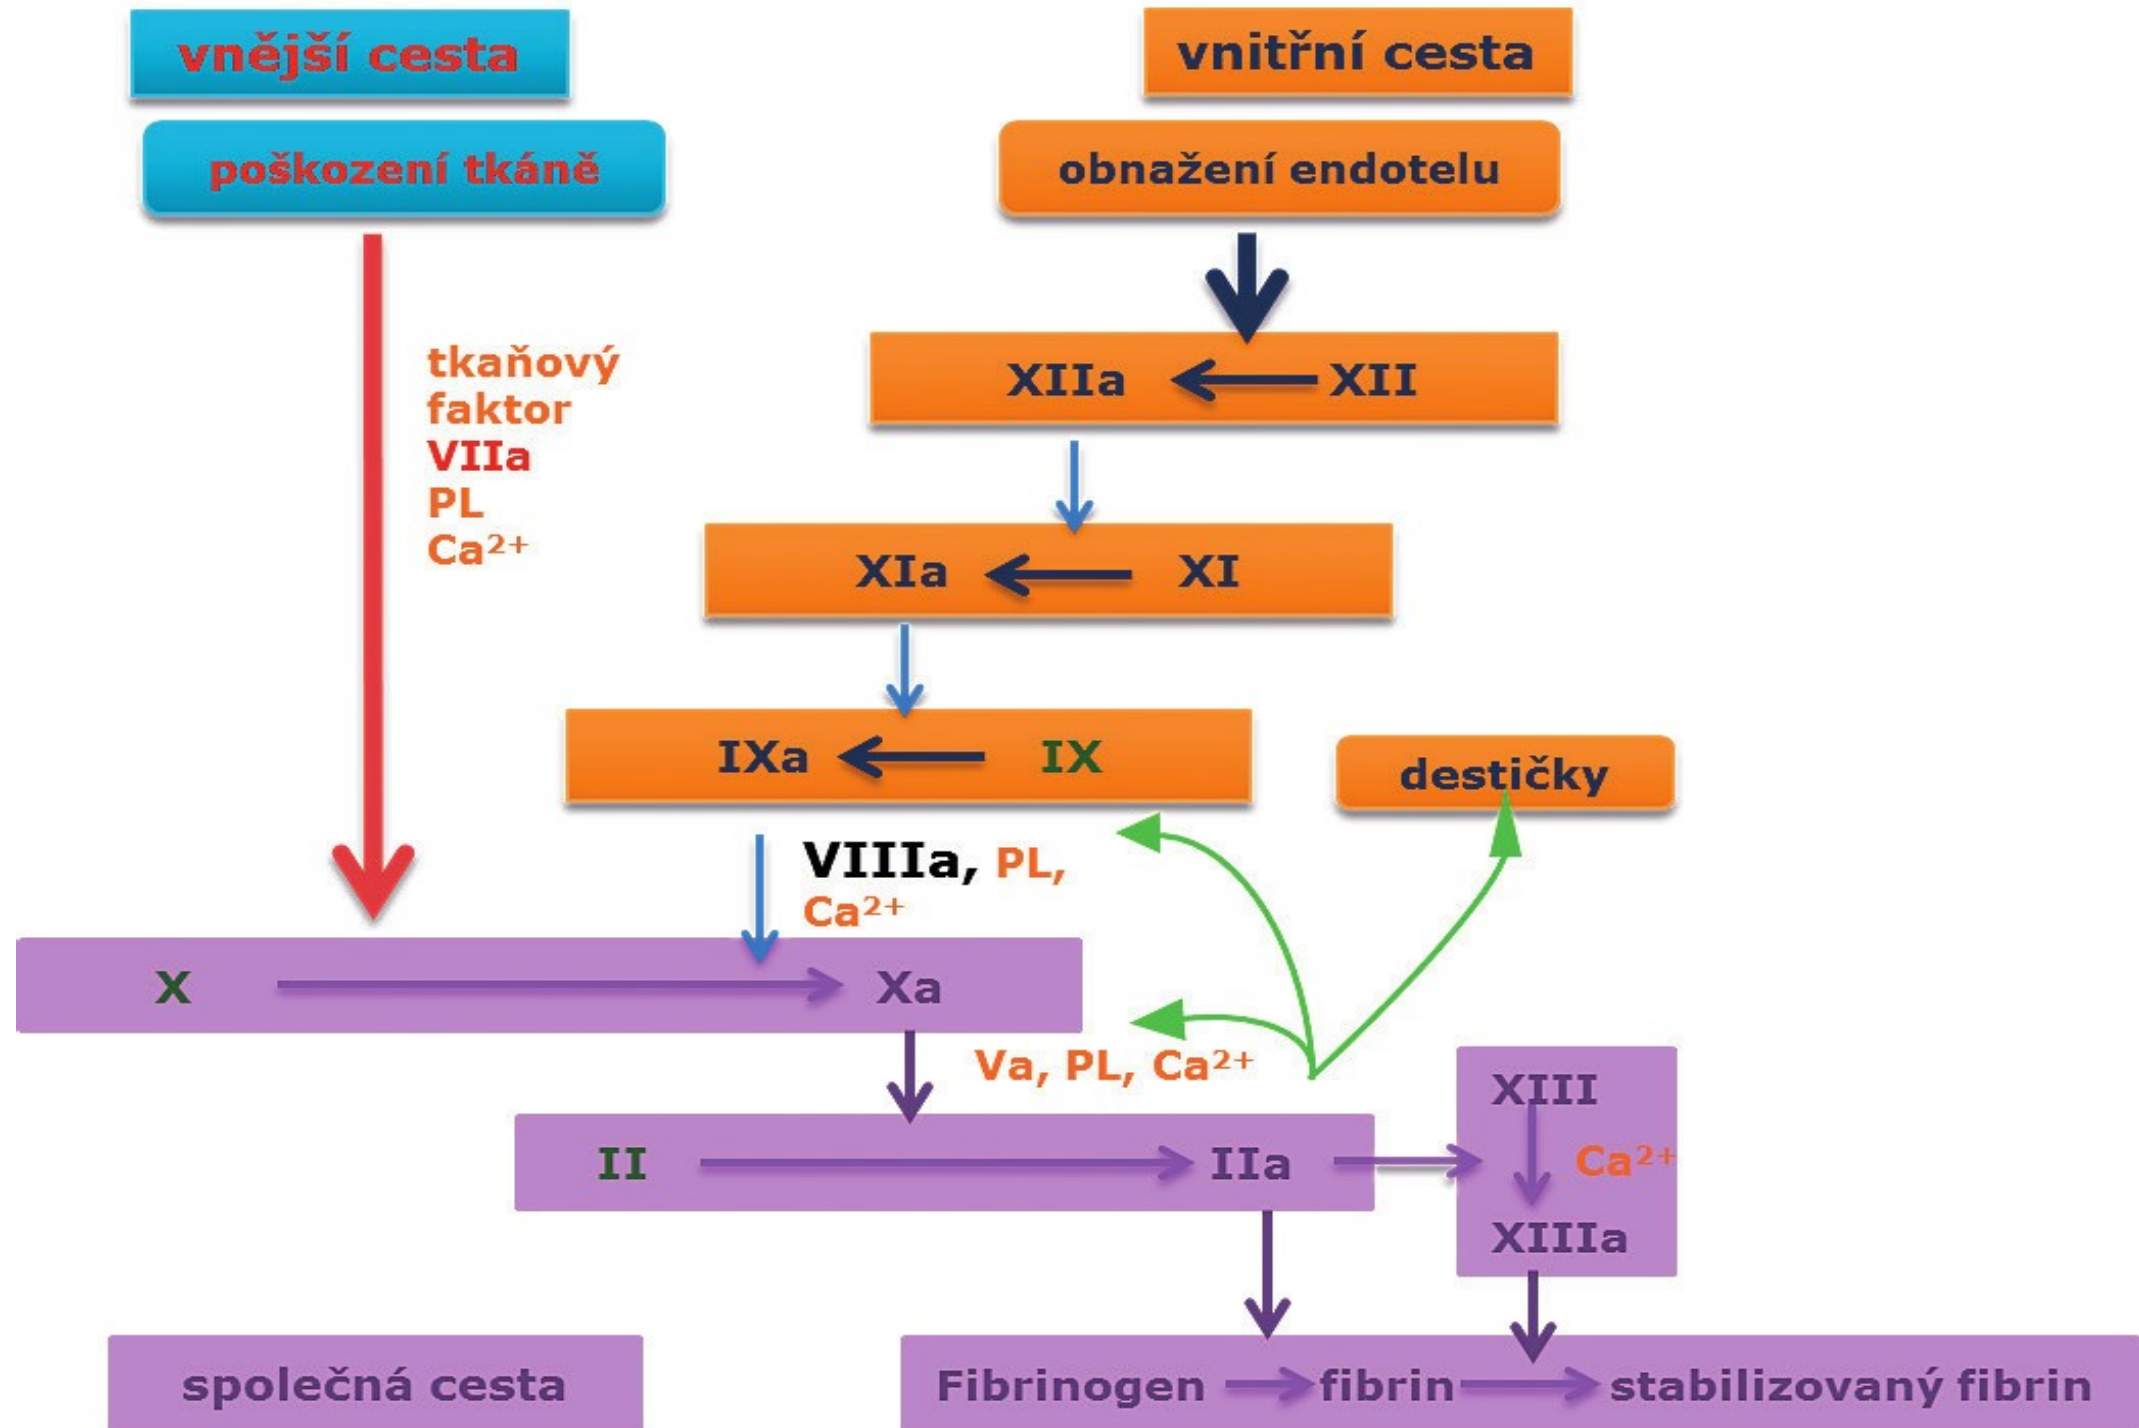 vnější cesta
vnitřní cesta
poškození tkáně
obnažení endotelu
tkaňový
faktor
VIIa
PL
Ca²⁺
XIIa XII
XIa XI
IXa IX
destičky
VIIIa, PL,
Ca²⁺
X Xa
Va, PL, Ca²⁺
XIII
Ca²⁺
XIIIa
II IIa
společná cesta
Fibrinogen fibrin stabilizovaný fibrin